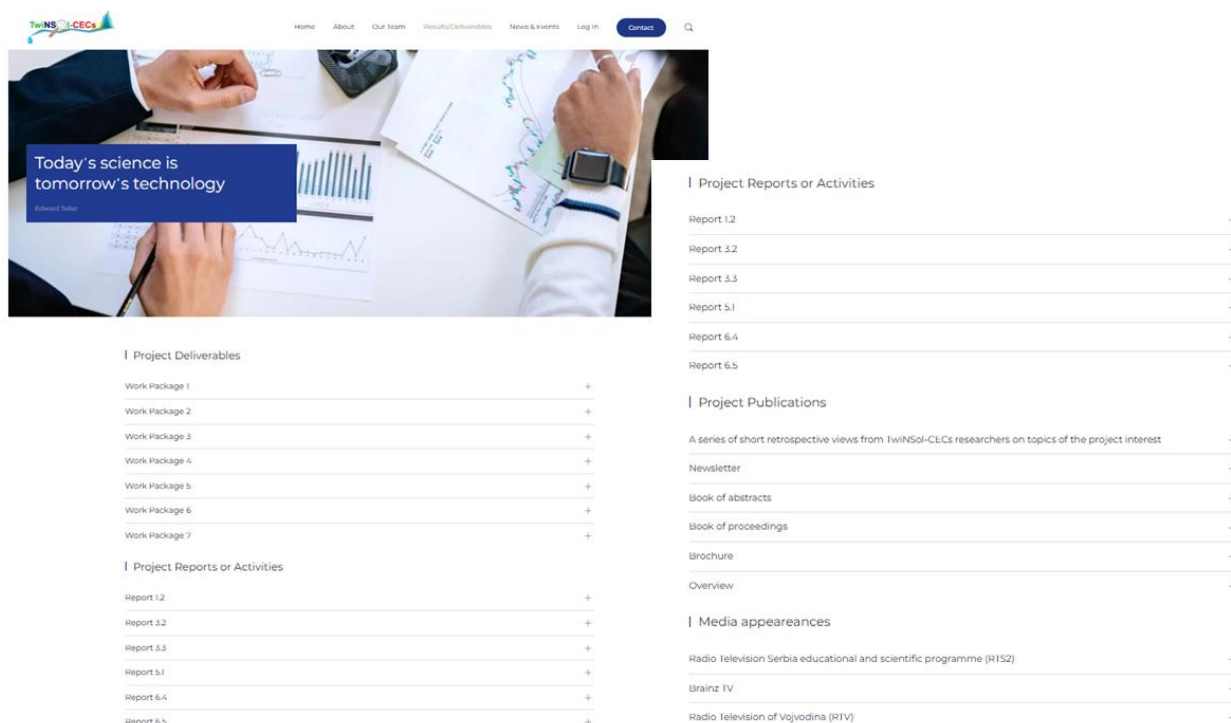 TwiNSol-CECs
Home About Our Team Results/Deliverables News & Events Log In Contact
Today's science is
tomorrow's technology
Edward Teller
Project Deliverables
Work Package 1
Work Package 2
Work Package 3
Work Package 4
Work Package 5
Work Package 6
Work Package 7
Project Reports or Activities
Report 1.2
Report 3.2
Report 3.3
Report 5.1
Report 6.4
Report 6.5
Project Reports or Activities
Report 1.2
Report 3.2
Report 3.3
Report 5.1
Report 6.4
Report 6.5
Project Publications
A series of short retrospective views from TwiNSol-CECs researchers on topics of the project interest
Newsletter
Book of abstracts
Book of proceedings
Brochure
Overview
Media appeareances
Radio Television Serbia educational and scientific programme (RTS2)
Brainz TV
Radio Television of Vojvodina (RTV)